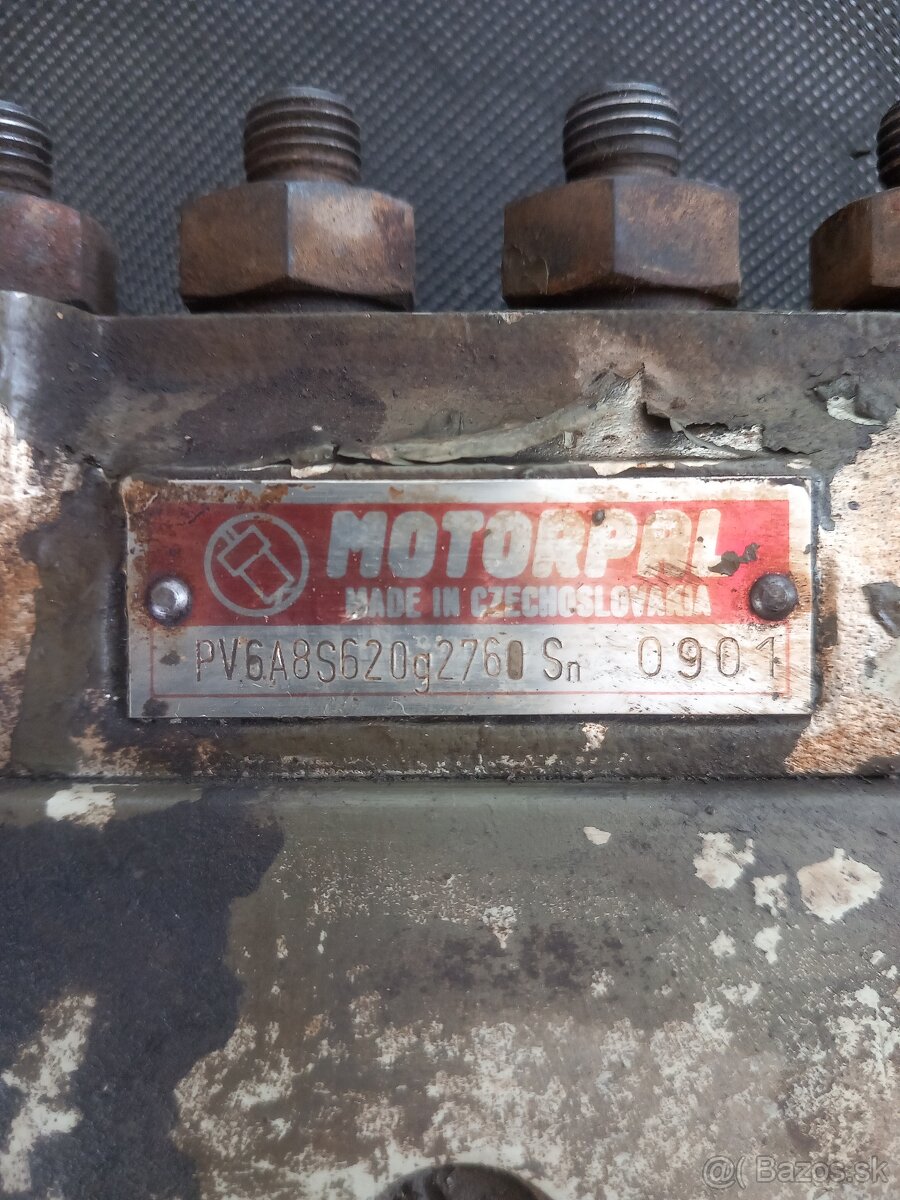 MOTORPAL
MADE IN CZECHOSLOVAKIA
PV6A8S620g2760 Sn 0901
@( Bazos.sk